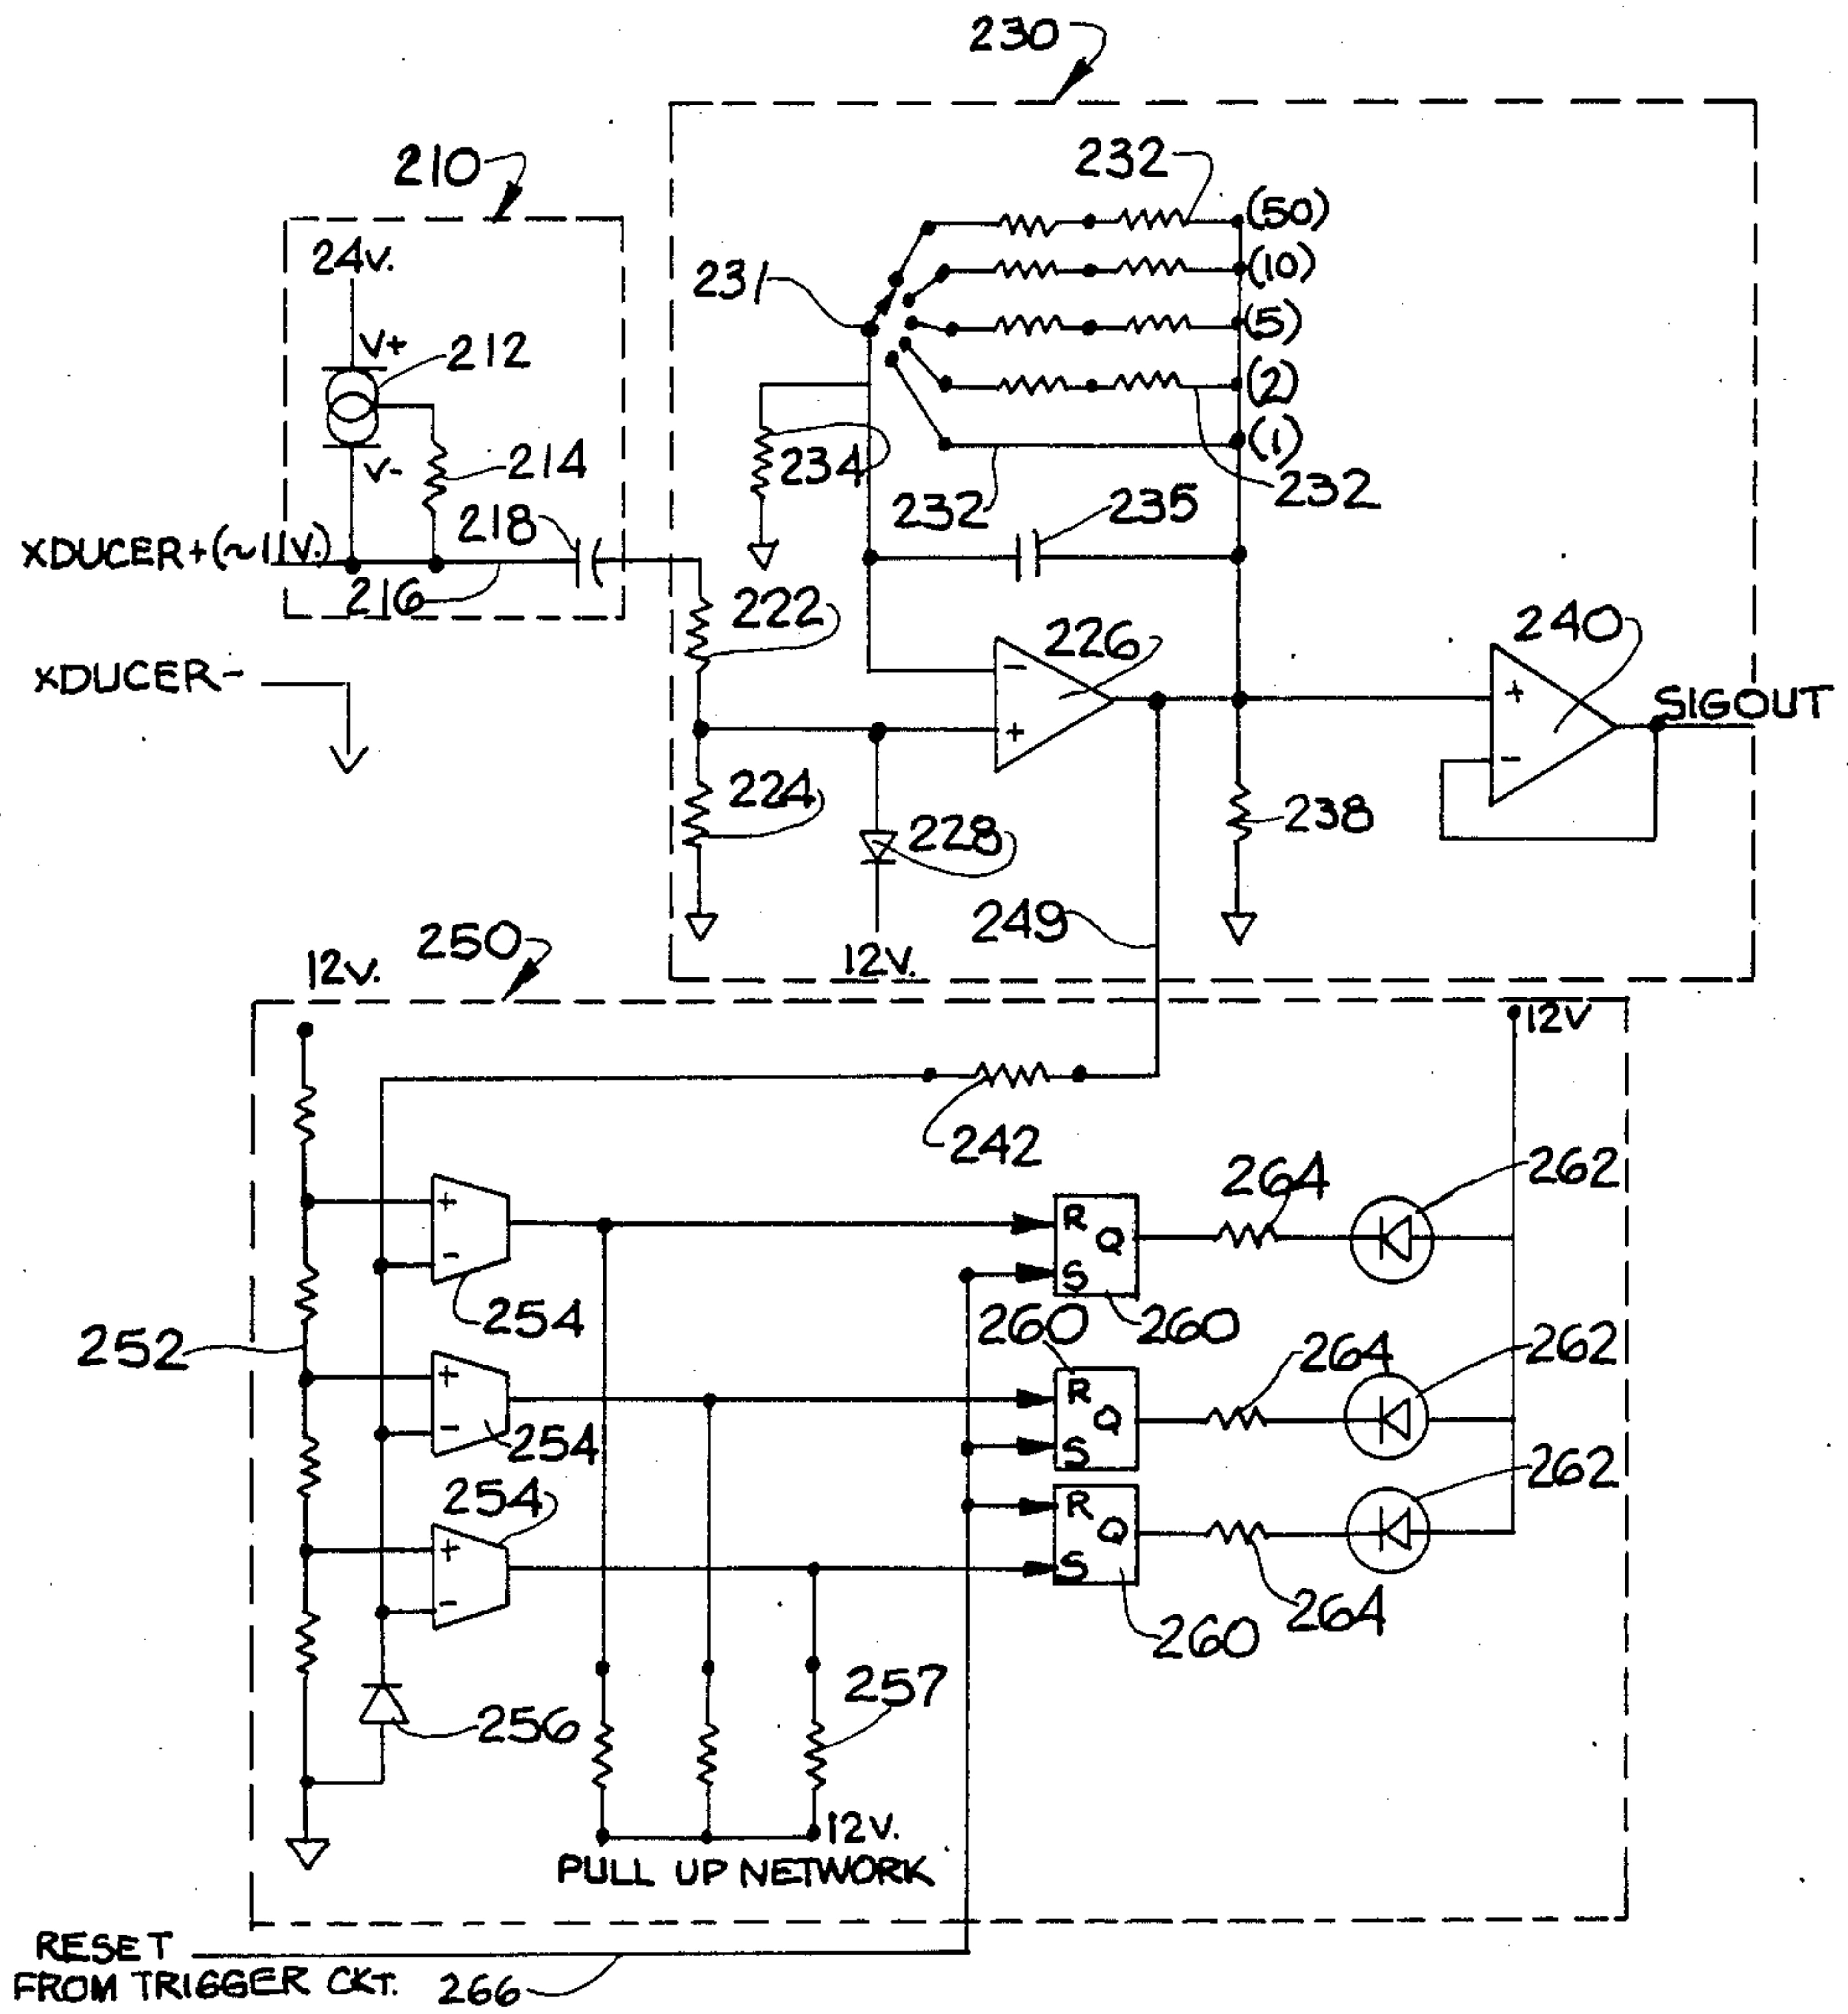 230
210
24V.
V+
212
V-
214
218
XDUCER+(~11V.)
216
XDUCER-
232
(50)
(10)
231
(5)
(2)
(1)
234
232
232
235
222
226
240
SIGOUT
-
+
+
-
224
228
238
12V.
249
250
12V.
12V
242
+
-
254
R
Q
S
260
264
262
252
+
-
254
260
R
Q
S
264
262
254
+
-
R
Q
S
260
264
262
256
257
12V.
PULL UP NETWORK
RESET
FROM TRIGGER CKT.
266